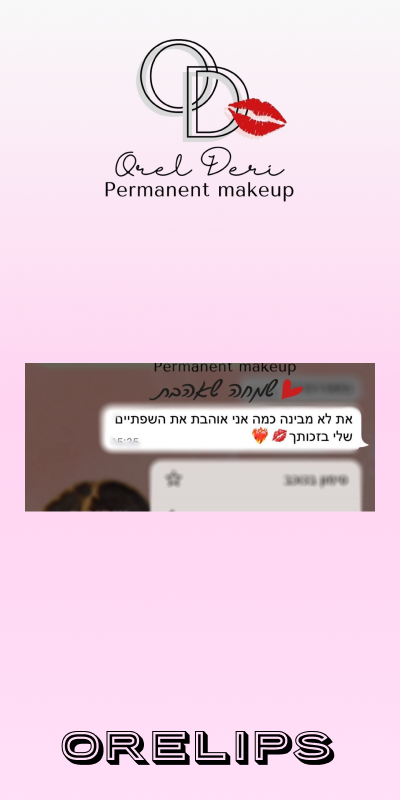 OD
Orel Deri
Permanent makeup
Permanent makeup
שמחה שאהבת
את לא מבינה כמה אני אוהבת את השפתיים
שלי בזכותך💋❤️‍🔥
15:25
סימון בכוכב
ORELIPS